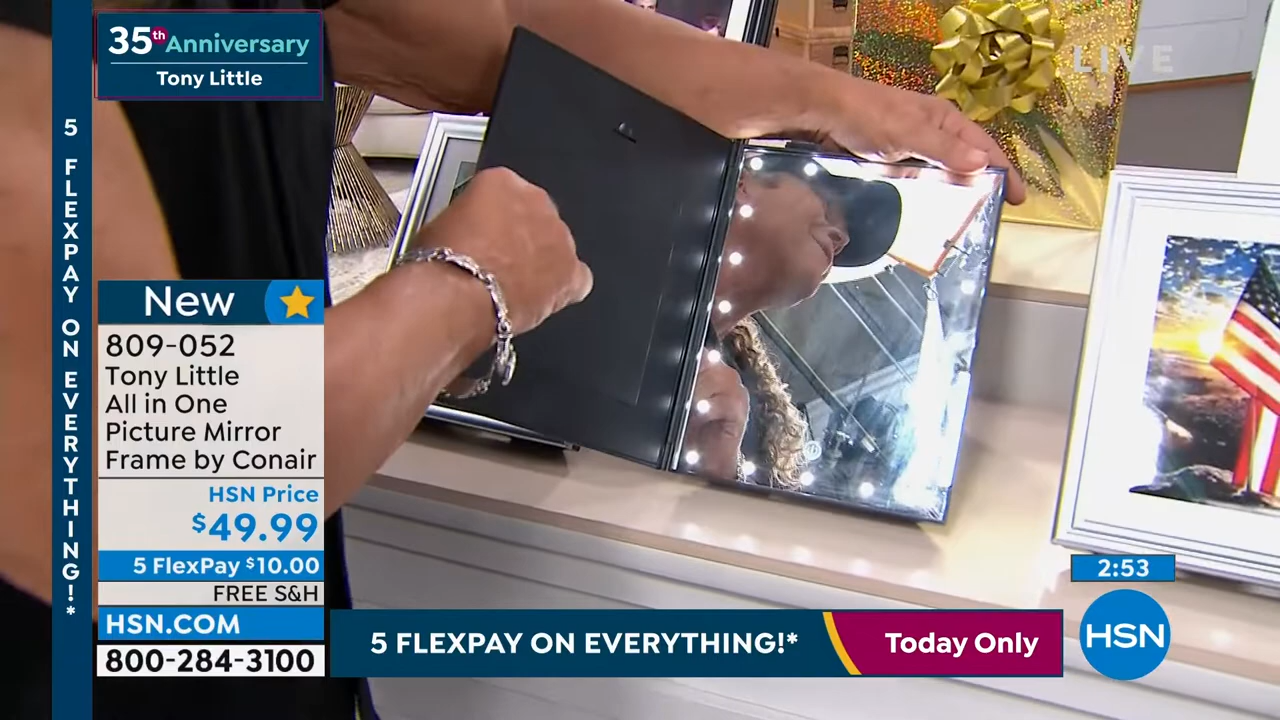 35th Anniversary
Tony Little
5 FLEXPAY ON EVERYTHING!*
New
809-052
Tony Little
All in One
Picture Mirror
Frame by Conair
HSN Price
$49.99
5 FlexPay $10.00
FREE S&H
HSN.COM
800-284-3100
LIVE
2:53
5 FLEXPAY ON EVERYTHING!*
Today Only
HSN